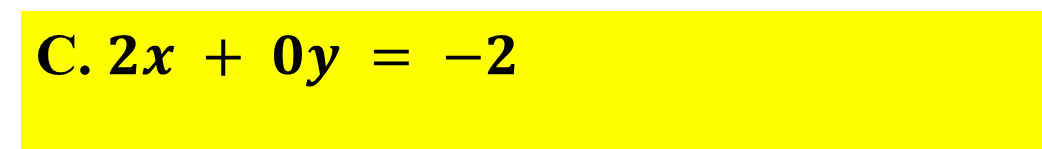 C. 2x + 0y = −2